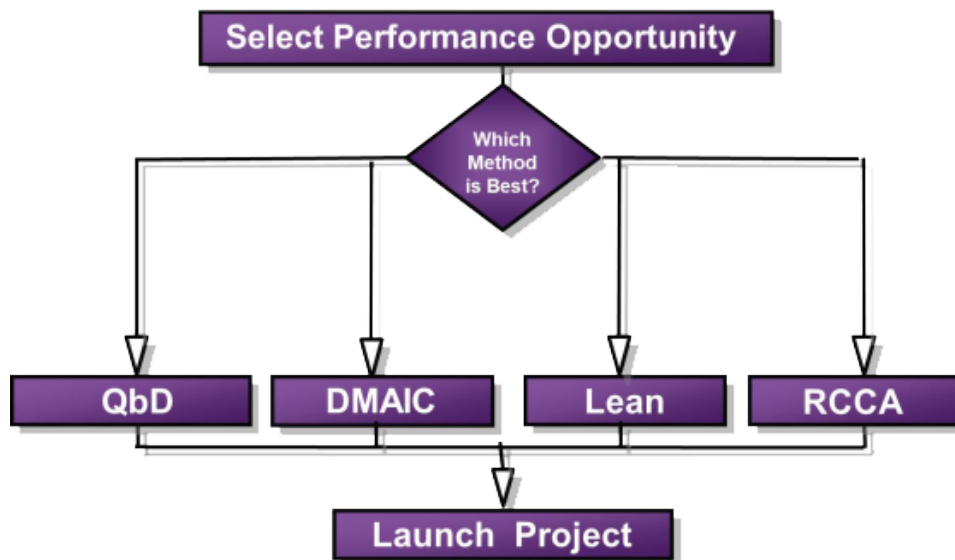 Select Performance Opportunity
Which
Method
is Best?
QbD
DMAIC
Lean
RCCA
Launch Project